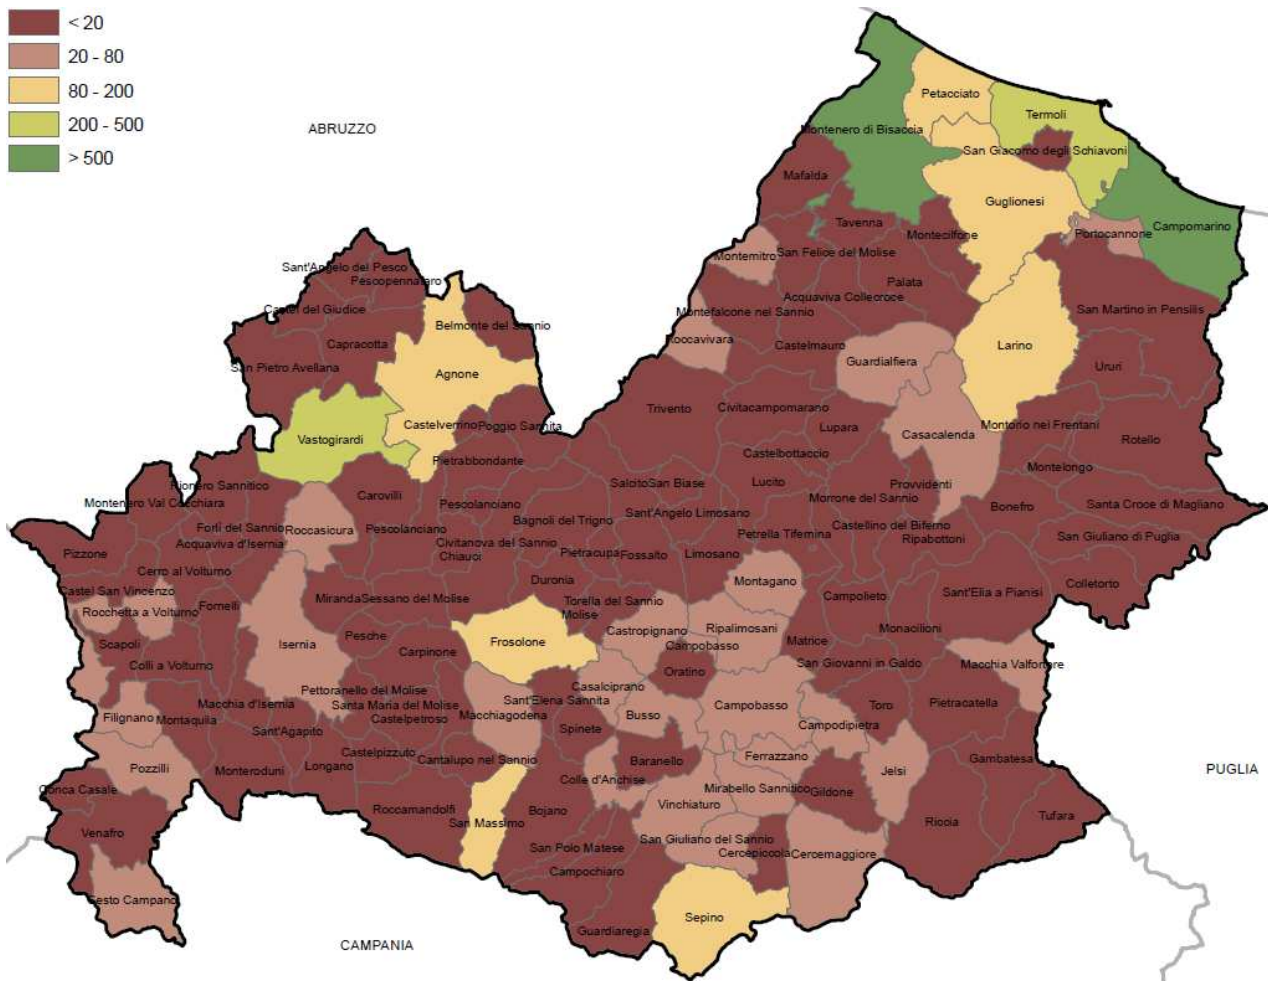 < 20
20 - 80
80 - 200
200 - 500
> 500
ABRUZZO
Petacciato
Termoli
Montenero di Bisaccia
San Giacomo degli Schiavoni
Mafalda
Guglionesi
Tavenna
Campomarino
Portocannone
Montecilfone
San Felice del Molise
Montemitro
Sant'Angelo del Pesco
Pescopennataro
Palata
Acquaviva Collecroce
Castel del Giudice
San Martino in Pensilis
Montefalcone nel Sannio
Belmonte del Sannio
Roccavivara
Capracotta
Castelmauro
Larino
Guardialfiera
San Pietro Avellana
Ururi
Agnone
Trivento
Civitacampomarano
Castelverrino
Poggio Sannita
Lupara
Montorio nei Frentani
Vastogirardi
Casacalenda
Rotello
Castelbottaccio
Pietrabbondante
Montelongo
Rionero Sannitico
Salcito
San Biase
Lucito
Provvidenti
Carovilli
Morrone del Sannio
Montenero Val Cocchiara
Pescolanciano
Bonefro
Santa Croce di Magliano
Sant'Angelo Limosano
Bagnoli del Trigno
Forlì del Sannio
Roccasicura
Pescolanciano
Castellino del Biferno
Petrella Tifernina
San Giuliano di Puglia
Ripabottoni
Acquaviva d'Isernia
Civitanova del Sannio
Pizzone
Chiauci
Pietracupa
Fossalto
Limosano
Cerro al Volturno
Duronia
Montagano
Colletorto
Castel San Vincenzo
Miranda
Sessano del Molise
Campolieto
Sant'Elia a Pianisi
Fornelli
Torella del Sannio
Rocchetta a Volturno
Molise
Castropignano
Ripalimosani
Monacilioni
Pesche
Scapoli
Isernia
Frosolone
Campobasso
Matrice
Carpinone
Colli a Volturno
Oratino
San Giovanni in Galdo
Macchia Valfortore
Pettoranello del Molise
Casalciprano
Macchia d'Isernia
Santa Maria del Molise
Sant'Elena Sannita
Campobasso
Toro
Pietracatella
Filignano
Montaquila
Castelpetroso
Macchiagodena
Busso
Campodipietra
Sant'Agapito
Spinete
Castelpizzuto
Cantalupo nel Sannio
Baranello
Ferrazzano
Gambatesa
Pozzilli
Monteroduni
Longano
Colle d'Anchise
Jelsi
PUGLIA
Conca Casale
Mirabello Sannitico
Gildone
Vinchiaturo
Roccamandolfi
Bojano
San Massimo
Riccia
Tufara
Venafro
San Giuliano del Sannio
San Polo Matese
Cercepiccola
Cercemaggiore
Campochiaro
Sesto Campano
Sepino
Guardiaregia
CAMPANIA